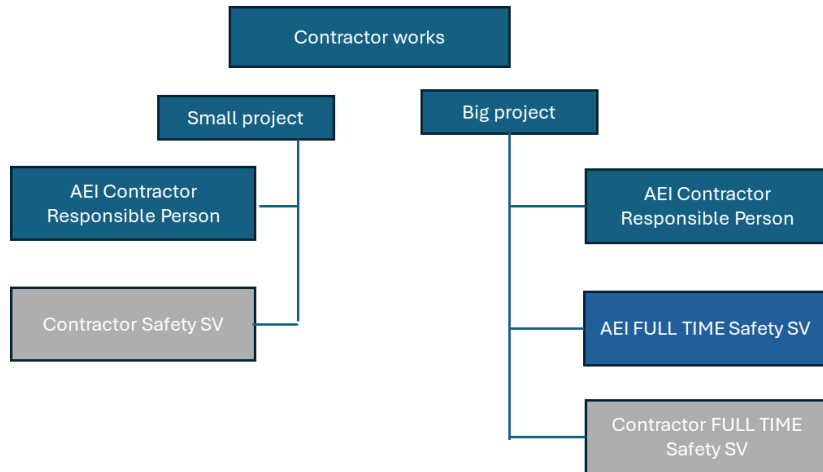 Contractor works
Small project
Big project
AEI Contractor
Responsible Person
Contractor Safety SV
AEI Contractor
Responsible Person
AEI FULL TIME Safety SV
Contractor FULL TIME
Safety SV